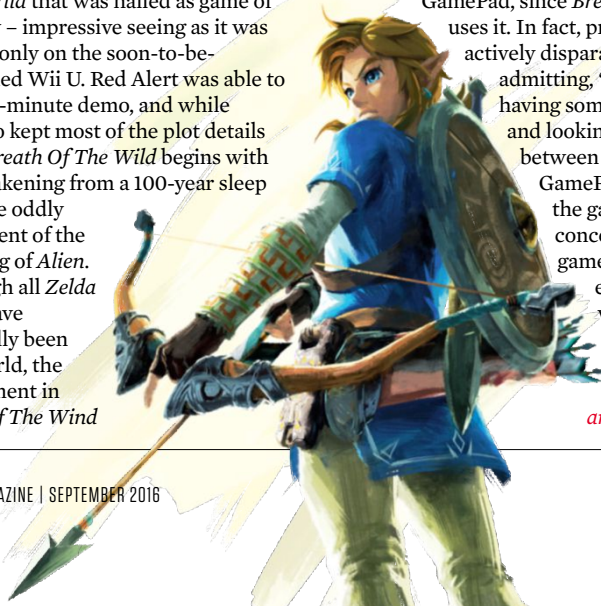 ild that was hailed as game of
– impressive seeing as it was
only on the soon-to-be-
ed Wii U. Red Alert was able to
-minute demo, and while
o kept most of the plot details
reath Of The Wild begins with
akening from a 100-year sleep
e oddly
ent of the
g of Alien.
gh all Zelda
ave
lly been
rld, the
ment in
f The Wind
GamePad, since Bre
uses it. In fact, pr
actively dispara
admitting, “
having som
and lookin
between
GameP
the ga
conce
game
e
v
an
AZINE | SEPTEMBER 2016